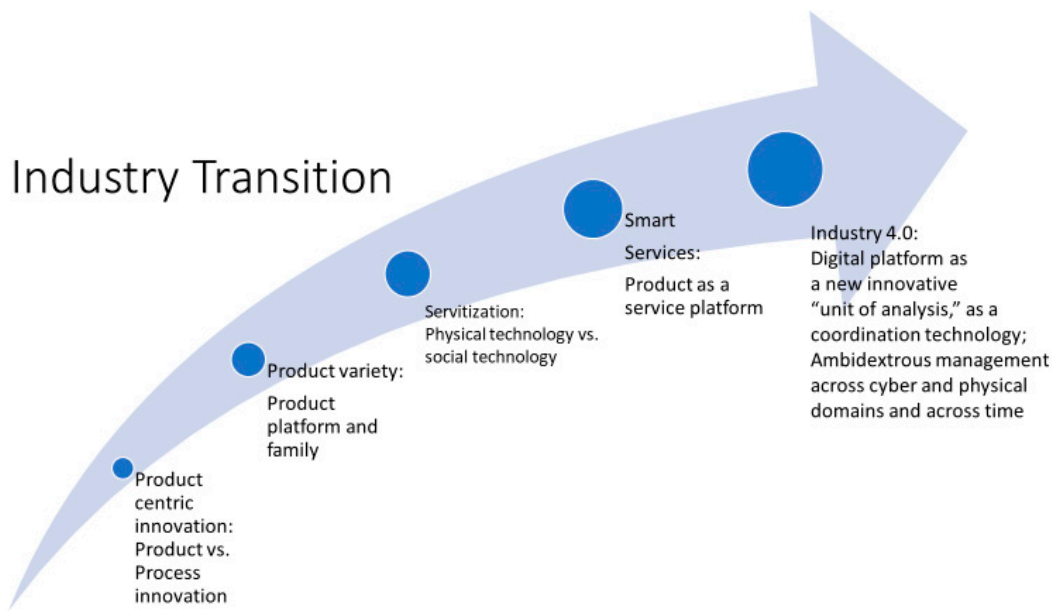 Industry Transition
Product
centric
innovation:
Product vs.
Process
innovation
Product variety:
Product
platform and
family
Servitization:
Physical technology vs.
social technology
Smart
Services:
Product as a
service platform
Industry 4.0:
Digital platform as
a new innovative
“unit of analysis,” as a
coordination technology;
Ambidextrous management
across cyber and physical
domains and across time